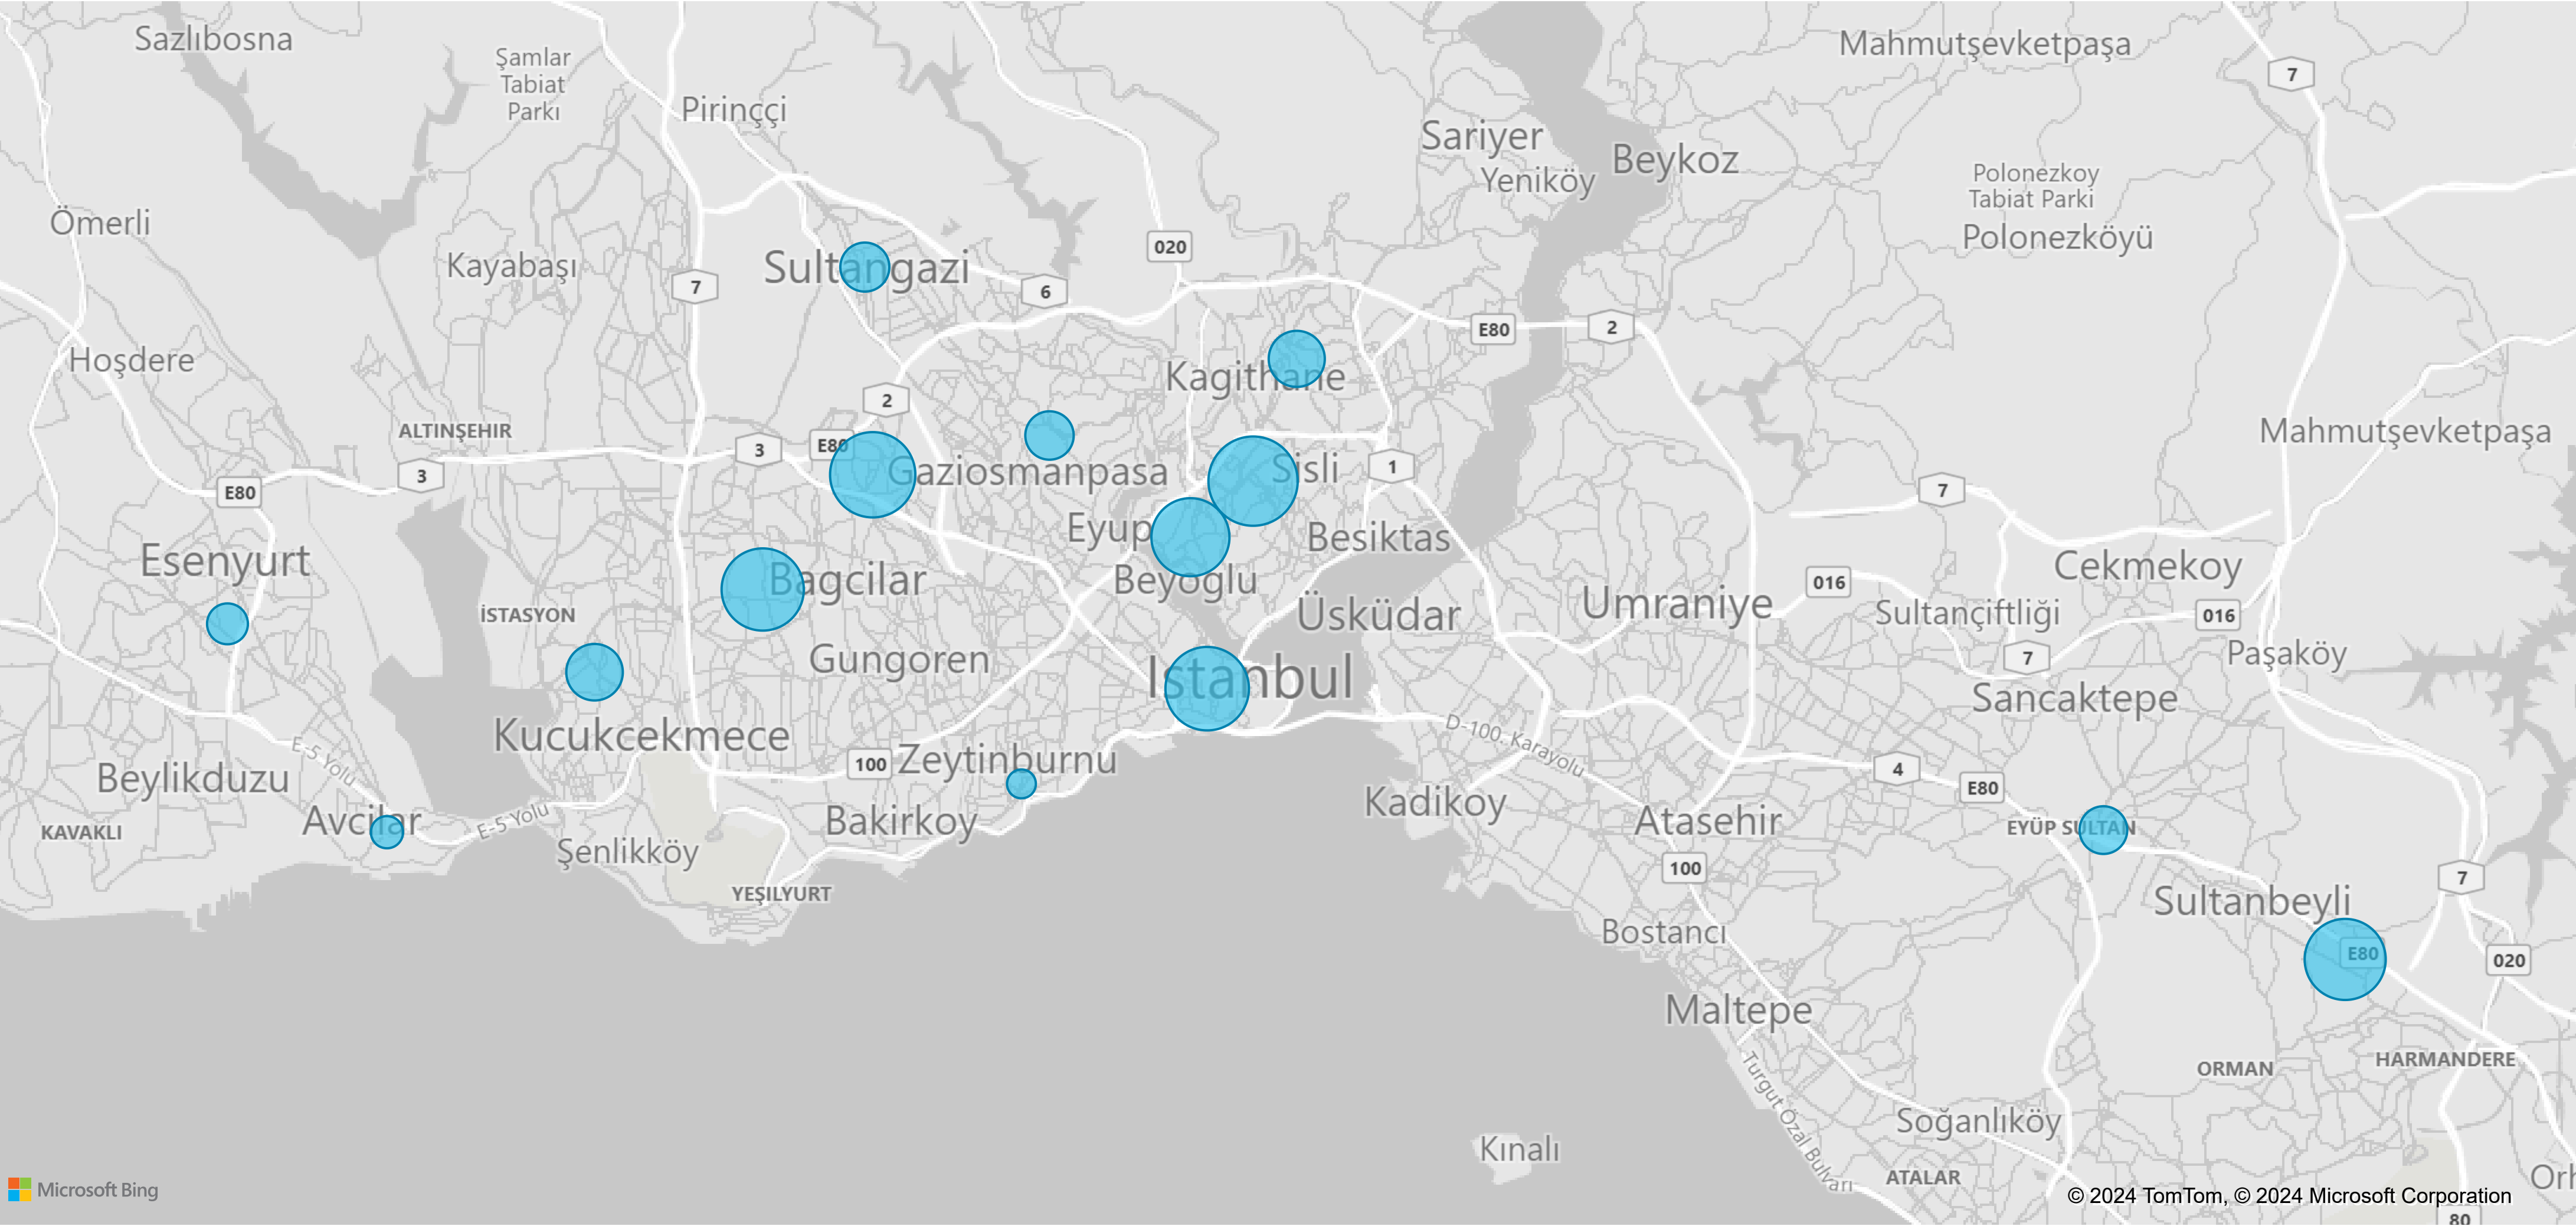 Sazlıbosna
Şamlar
Tabiat
Parkı
Mahmutşevketpaşa
7
Pirinççi
Sariyer
Beykoz
Yeniköy
Polonezkoy
Tabiat Parki
Polonezköyü
Ömerli
Kayabaşı
Sultangazi
020
7
6
E80
2
Hoşdere
Kagithane
2
ALTINŞEHIR
3
3
E80
Gaziosmanpasa
Sisli
1
Mahmutşevketpaşa
E80
7
Esenyurt
Eyup
Besiktas
Cekmekoy
Bagcilar
Beyoglu
016
İSTASYON
Üsküdar
Umraniye
Sultançiftliği
016
Gungoren
7
Paşaköy
Istanbul
Sancaktepe
Kucukcekmece
D-100. Karayolu
E-5 Yolu
100
Zeytinburnu
4
E80
Beylikduzu
Kadikoy
Avcilar
E-5 Yolu
Bakirkoy
Atasehir
EYÜP SULTAN
KAVAKLI
Şenlikköy
100
7
YEŞILYURT
Sultanbeyli
Bostancı
E80
020
Maltepe
HARMANDERE
ORMAN
Turgut Özal Bulvarı
Soğanlıköy
Kınalı
ATALAR
Orh
Microsoft Bing
© 2024 TomTom, © 2024 Microsoft Corporation
80